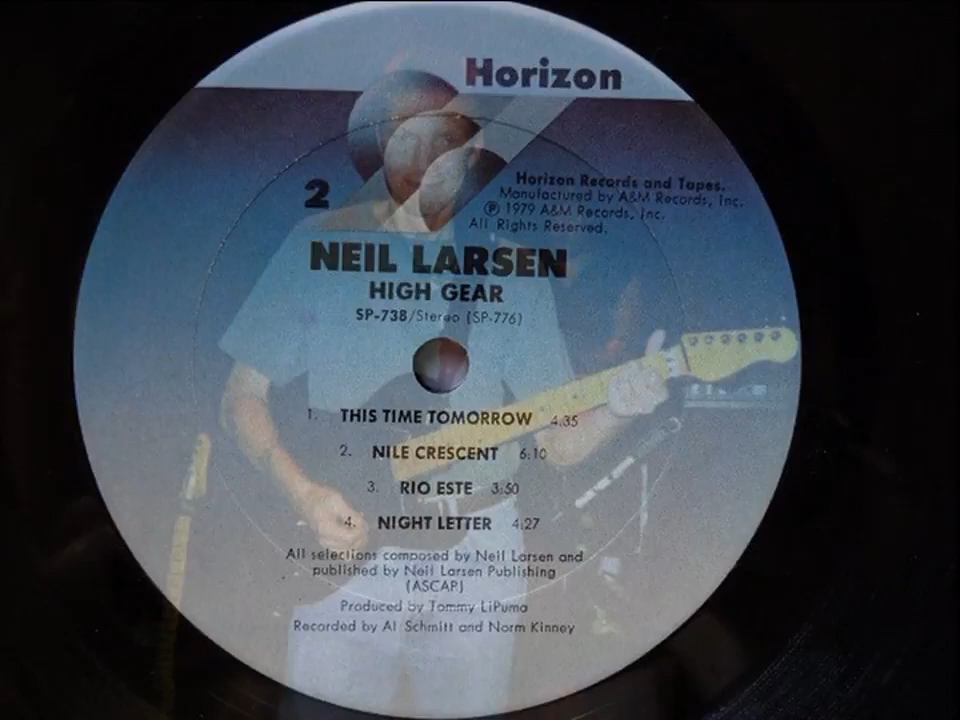 Horizon
2
Horizon Records and Tapes.
Manufactured by A&M Records, Inc.
Ⓟ 1979 A&M Records, Inc.
All Rights Reserved.
NEIL LARSEN
HIGH GEAR
SP-738/Stereo (SP-776)
1. THIS TIME TOMORROW 4:35
2. NILE CRESCENT 6:10
3. RIO ESTE 3:50
4. NIGHT LETTER 4:27
All selections composed by Neil Larsen and
published by Neil Larsen Publishing
(ASCAP)
Produced by Tommy LiPuma
Recorded by Al Schmitt and Norm Kinney